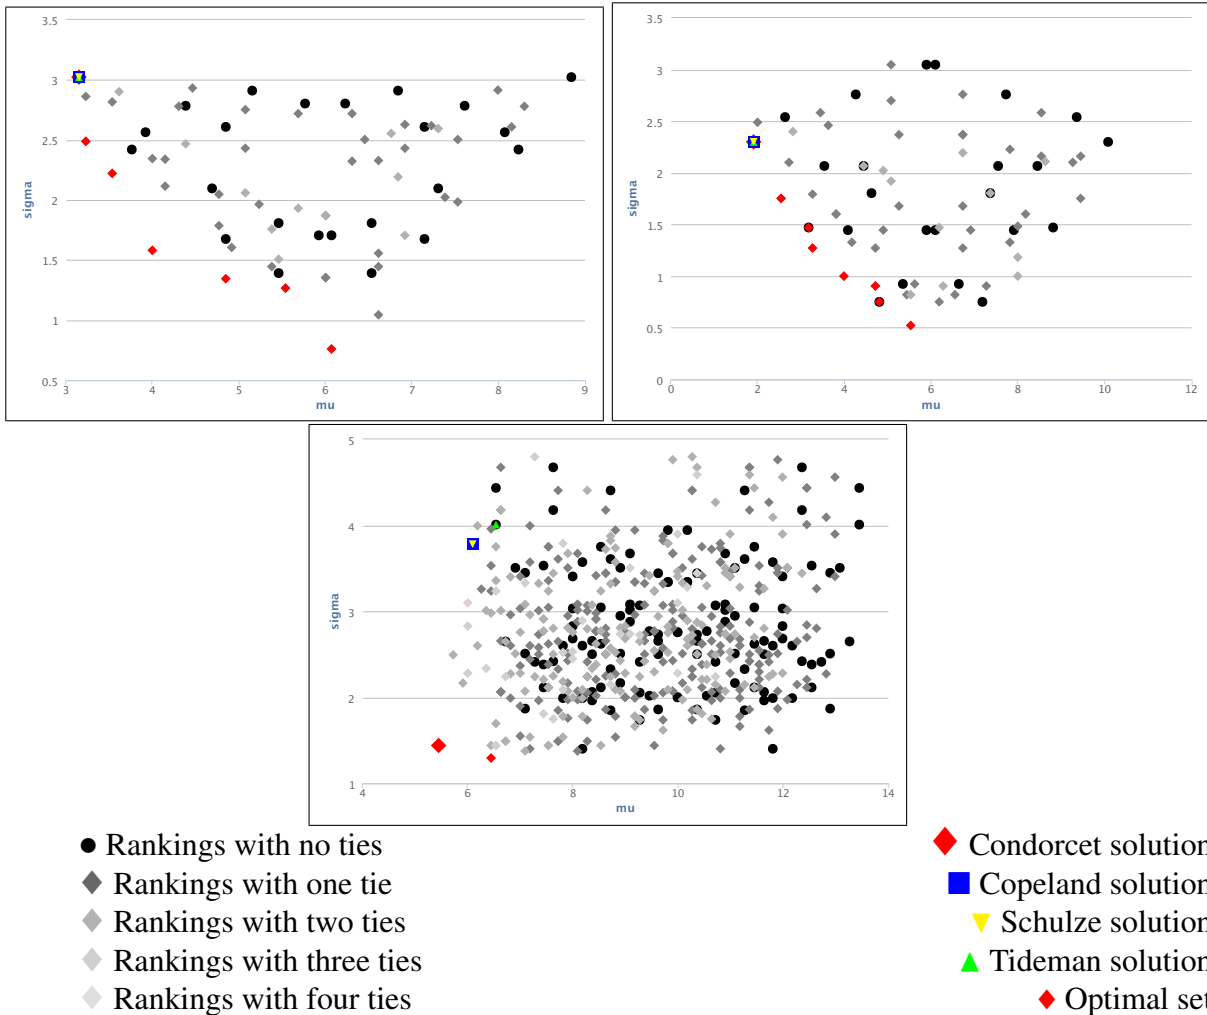 3.5
3
2.5
2
1.5
1
0.5
3 4 5 6 7 8 9
sigma
mu
3.5
3
2.5
2
1.5
1
0.5
0
0 2 4 6 8 10 12
sigma
mu
5
4
3
2
1
4 6 8 10 12 14
sigma
mu
Rankings with no ties
Rankings with one tie
Rankings with two ties
Rankings with three ties
Rankings with four ties
Condorcet solution
Copeland solution
Schulze solution
Tideman solution
Optimal set